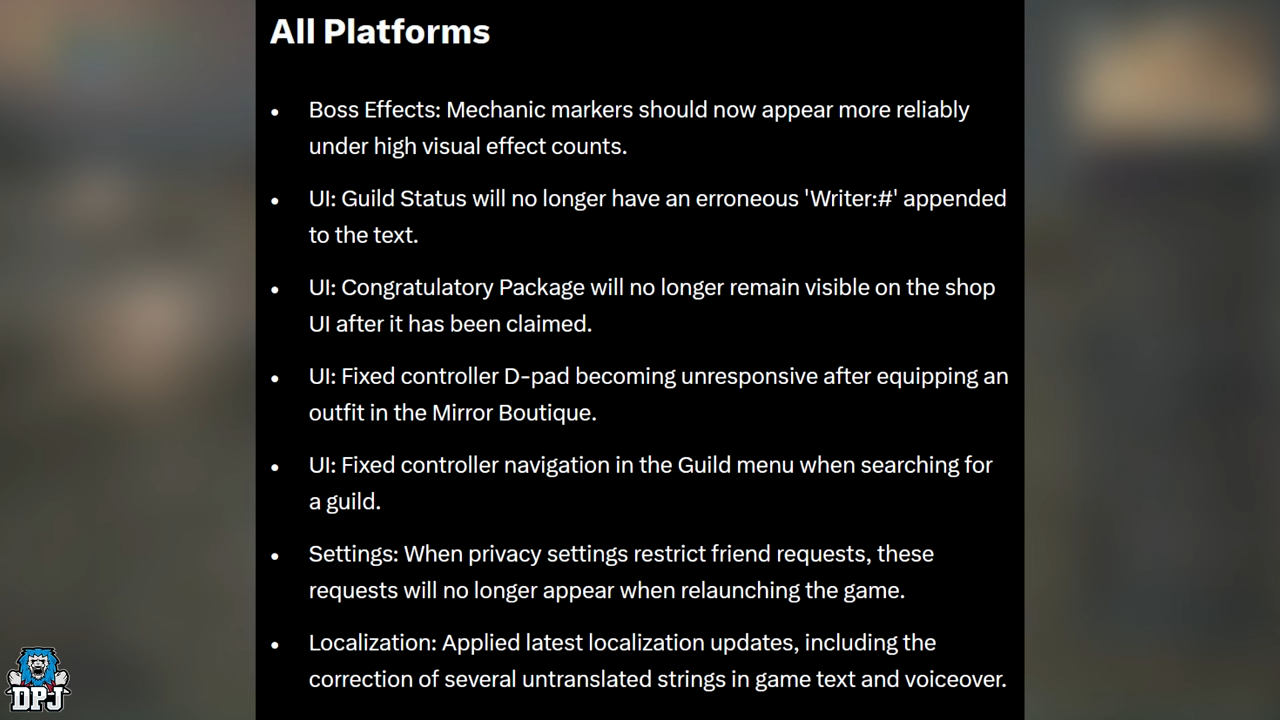 All Platforms
• Boss Effects: Mechanic markers should now appear more reliably
under high visual effect counts.
• UI: Guild Status will no longer have an erroneous 'Writer:#' appended
to the text.
• UI: Congratulatory Package will no longer remain visible on the shop
UI after it has been claimed.
• UI: Fixed controller D-pad becoming unresponsive after equipping an
outfit in the Mirror Boutique.
• UI: Fixed controller navigation in the Guild menu when searching for
a guild.
• Settings: When privacy settings restrict friend requests, these
requests will no longer appear when relaunching the game.
• Localization: Applied latest localization updates, including the
correction of several untranslated strings in game text and voiceover.
DPJ